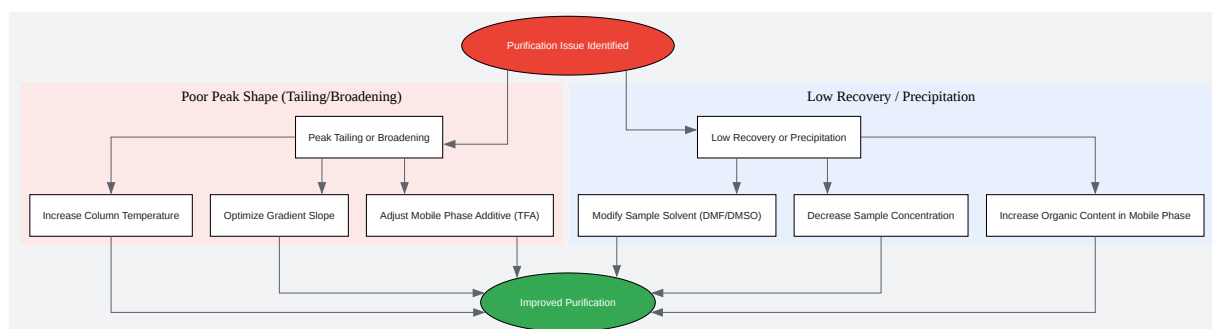 Purification Issue Identified
Poor Peak Shape (Tailing/Broadening)
Low Recovery / Precipitation
Peak Tailing or Broadening
Low Recovery or Precipitation
Increase Column Temperature
Optimize Gradient Slope
Adjust Mobile Phase Additive (TFA)
Modify Sample Solvent (DMF/DMSO)
Decrease Sample Concentration
Increase Organic Content in Mobile Phase
Improved Purification